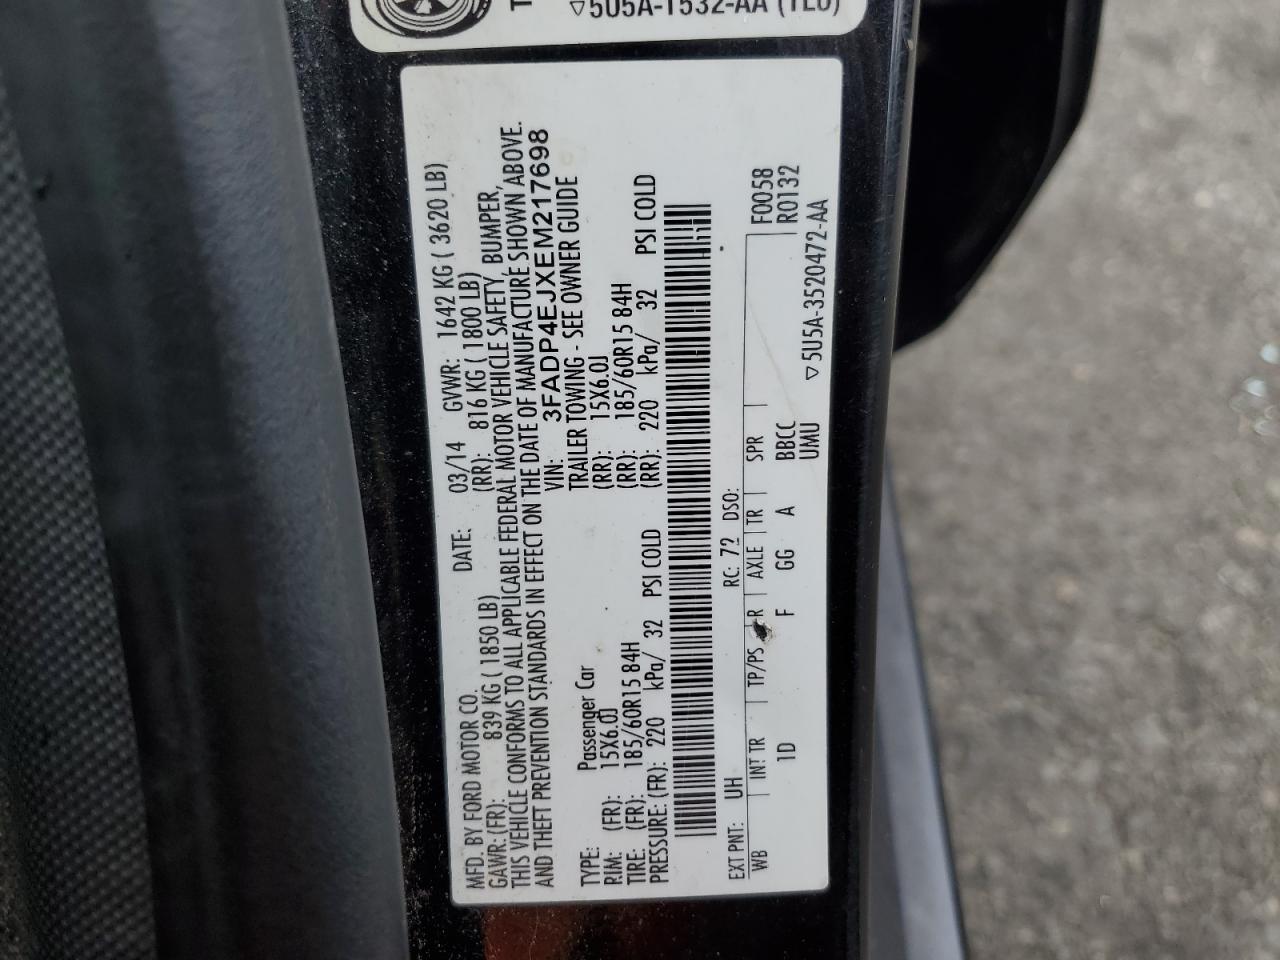 ▽5U5A-1532-AA (TEU)
MFD. BY FORD MOTOR CO. DATE: 03/14 GVWR: 1642 KG ( 3620 LB)
GAWR: (FR): 839 KG ( 1850 LB) (RR): 816 KG ( 1800 LB)
THIS VEHICLE CONFORMS TO ALL APPLICABLE FEDERAL MOTOR VEHICLE SAFETY, BUMPER,
AND THEFT PREVENTION STANDARDS IN EFFECT ON THE DATE OF MANUFACTURE SHOWN ABOVE.
VIN: 3FADP4EJXEM217698
TYPE: Passenger Car TRAILER TOWING - SEE OWNER GUIDE
RIM: (FR): 15X6.0J (RR): 15X6.0J
TIRE: (FR): 185/60R15 84H (RR): 185/60R15 84H
PRESSURE: (FR): 220 kPa/ 32 PSI COLD (RR): 220 kPa/ 32 PSI COLD
EXT PNT: UH RC: 72 DSO:
WB INT TR TP/PS R AXLE TR SPR F0058
1D F GG A BBCC R0132
UMU ▽5U5A-3520472-AA